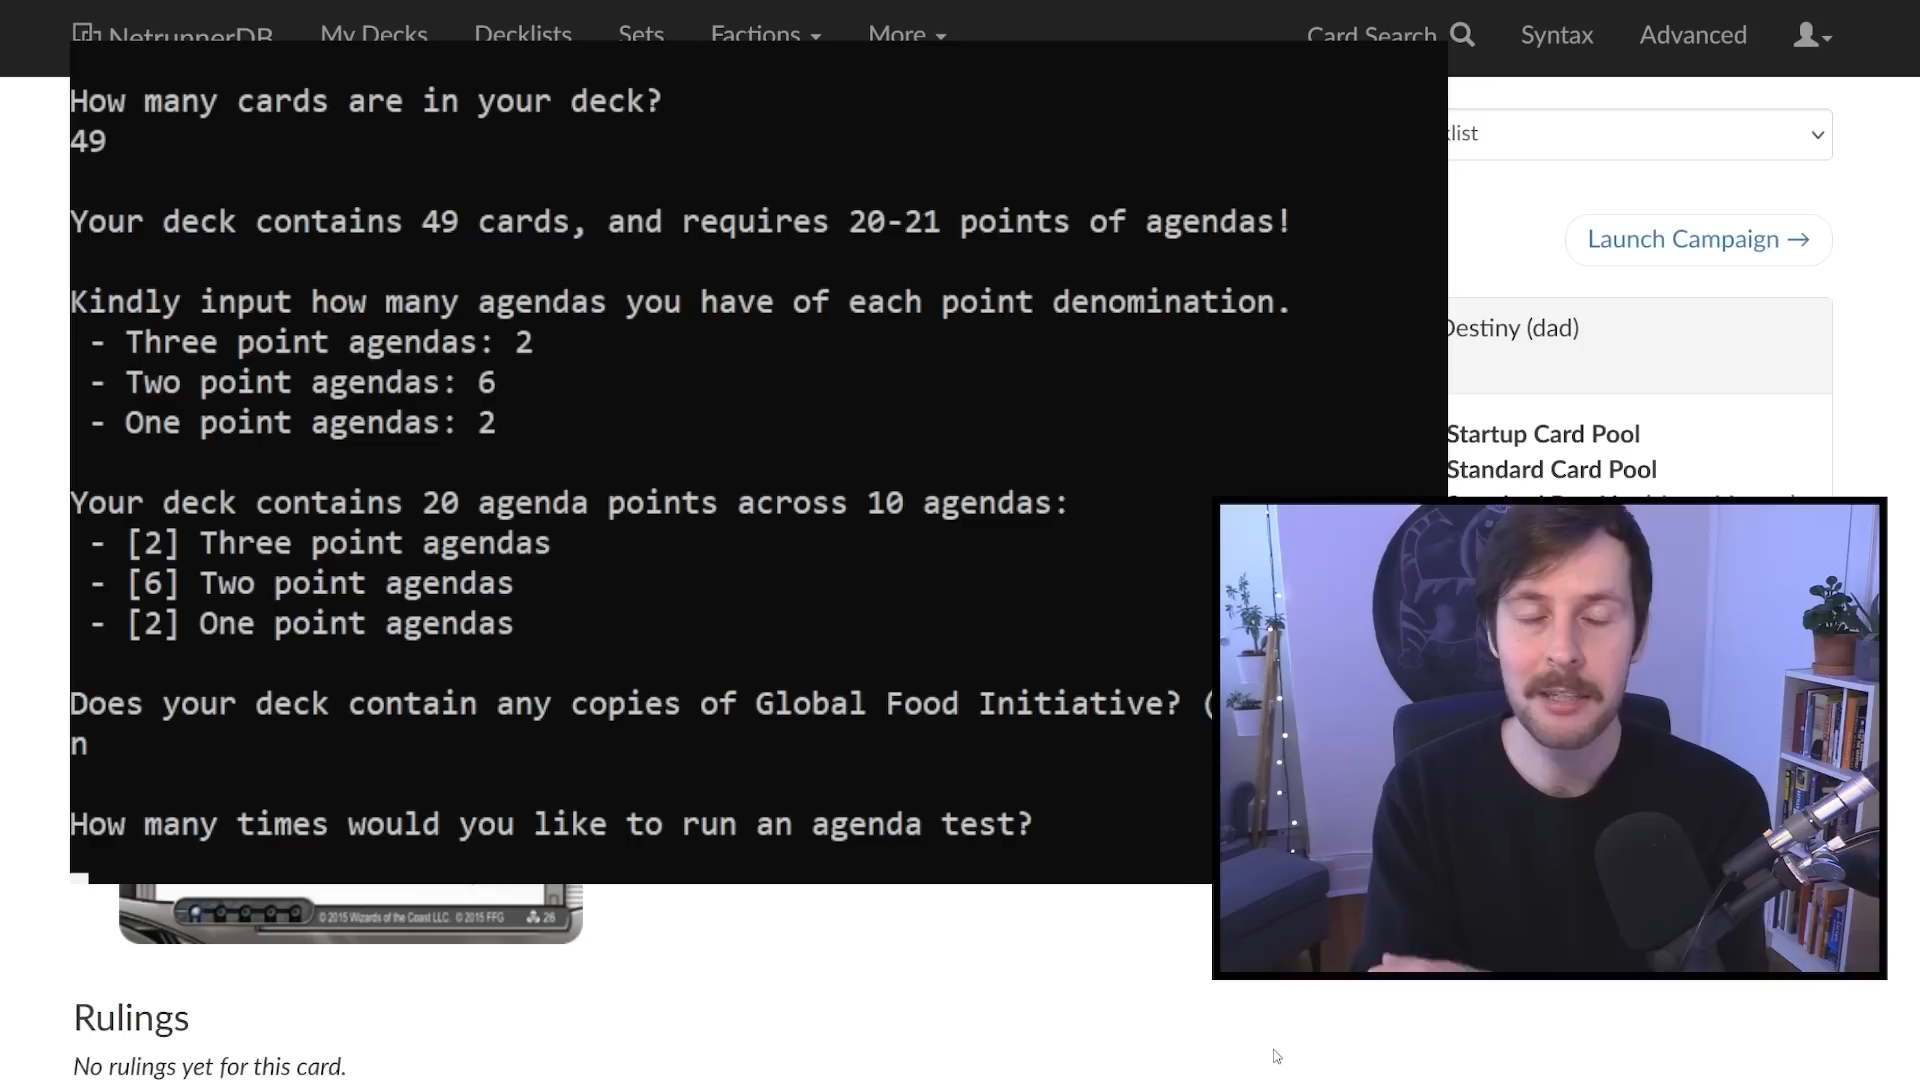 NetrunnerDB My Decks Decklists Sets Factions More Card Search Syntax Advanced
How many cards are in your deck?
49
Your deck contains 49 cards, and requires 20-21 points of agendas!
Kindly input how many agendas you have of each point denomination.
- Three point agendas: 2
- Two point agendas: 6
- One point agendas: 2
Your deck contains 20 agenda points across 10 agendas:
- [2] Three point agendas
- [6] Two point agendas
- [2] One point agendas
Does your deck contain any copies of Global Food Initiative? (
n
How many times would you like to run an agenda test?
Launch Campaign →
Destiny (dad)
Startup Card Pool
Standard Card Pool
© 2015 Wizards of the Coast LLC. © 2015 FFG 26
Rulings
No rulings yet for this card.